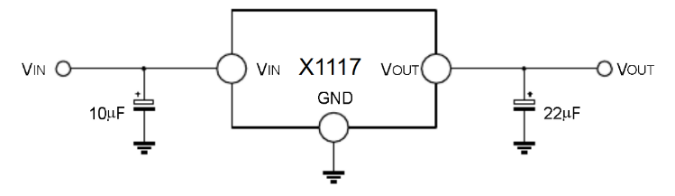 VIN VIN X1117 VOUT VOUT
GND
+ 10µF
+ 22µF